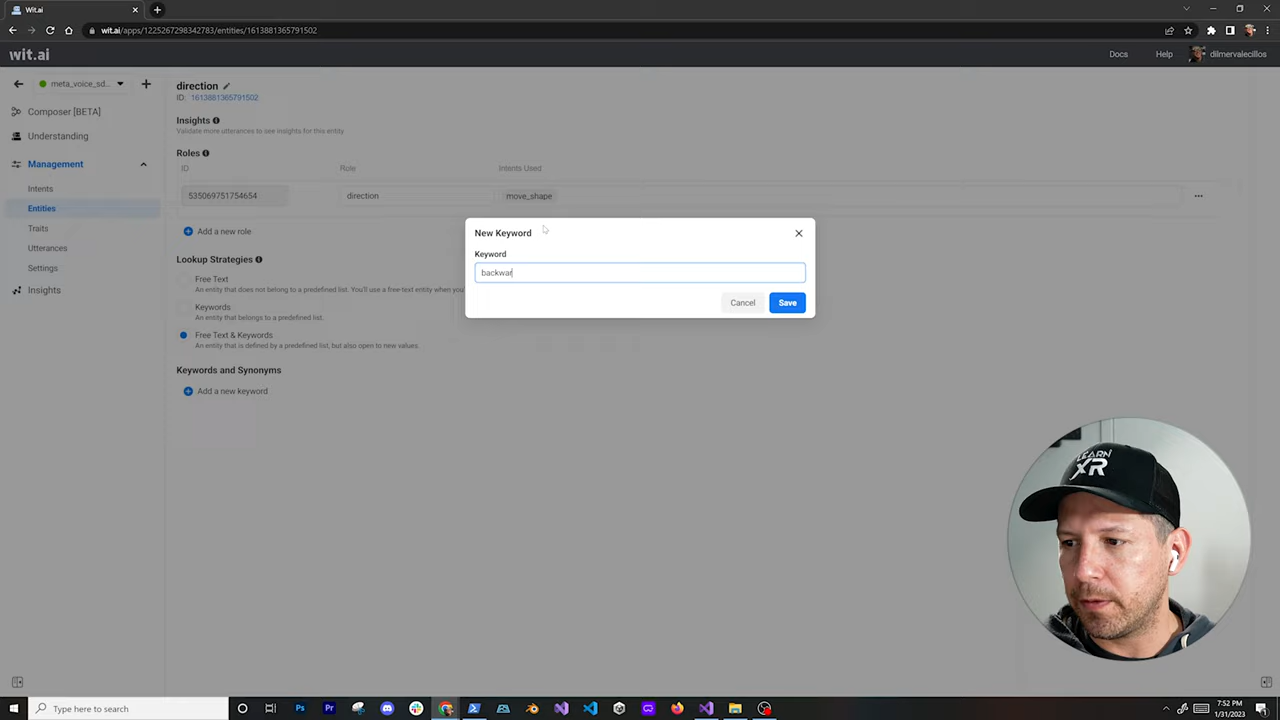 Wit.ai
wit.ai/apps/1225267298342783/entities/1613881365791502
wit.ai
Docs
Help
dilmervalecillos
meta_voice_sd...
Composer [BETA]
Understanding
Management
Intents
Entities
Traits
Utterances
Settings
Insights
direction
ID: 1613881365791502
Insights
Validate more utterances to see insights for this entity
Roles
ID
Role
Intents Used
535069751754654
direction
move_shape
Add a new role
Lookup Strategies
Free Text
An entity that does not belong to a predefined list. You'll use a free-text entity when you
Keywords
An entity that belongs to a predefined list.
Free Text & Keywords
An entity that is defined by a predefined list, but also open to new values.
Keywords and Synonyms
Add a new keyword
New Keyword
Keyword
backwar
Cancel
Save
LEARN
XR
Type here to search
7:52 PM
1/31/2023